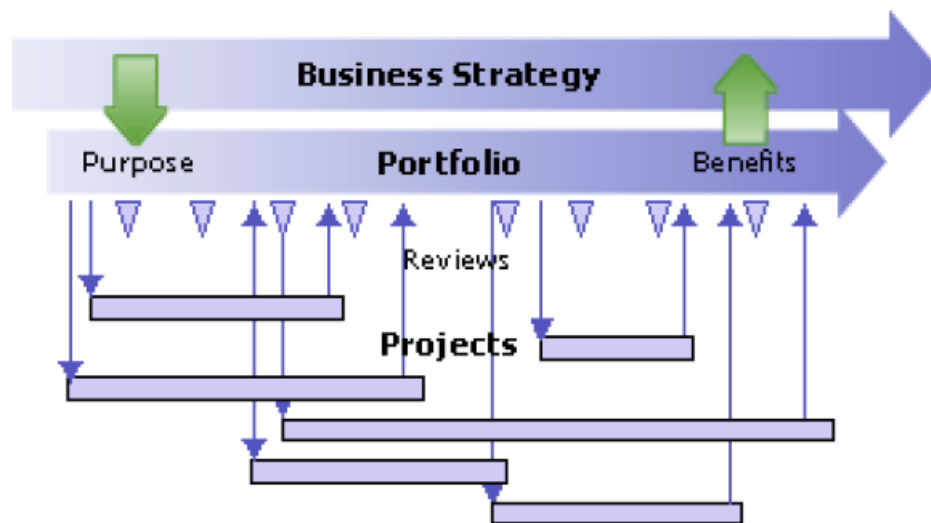 Business Strategy
Purpose
Portfolio
Benefits
Reviews
Projects